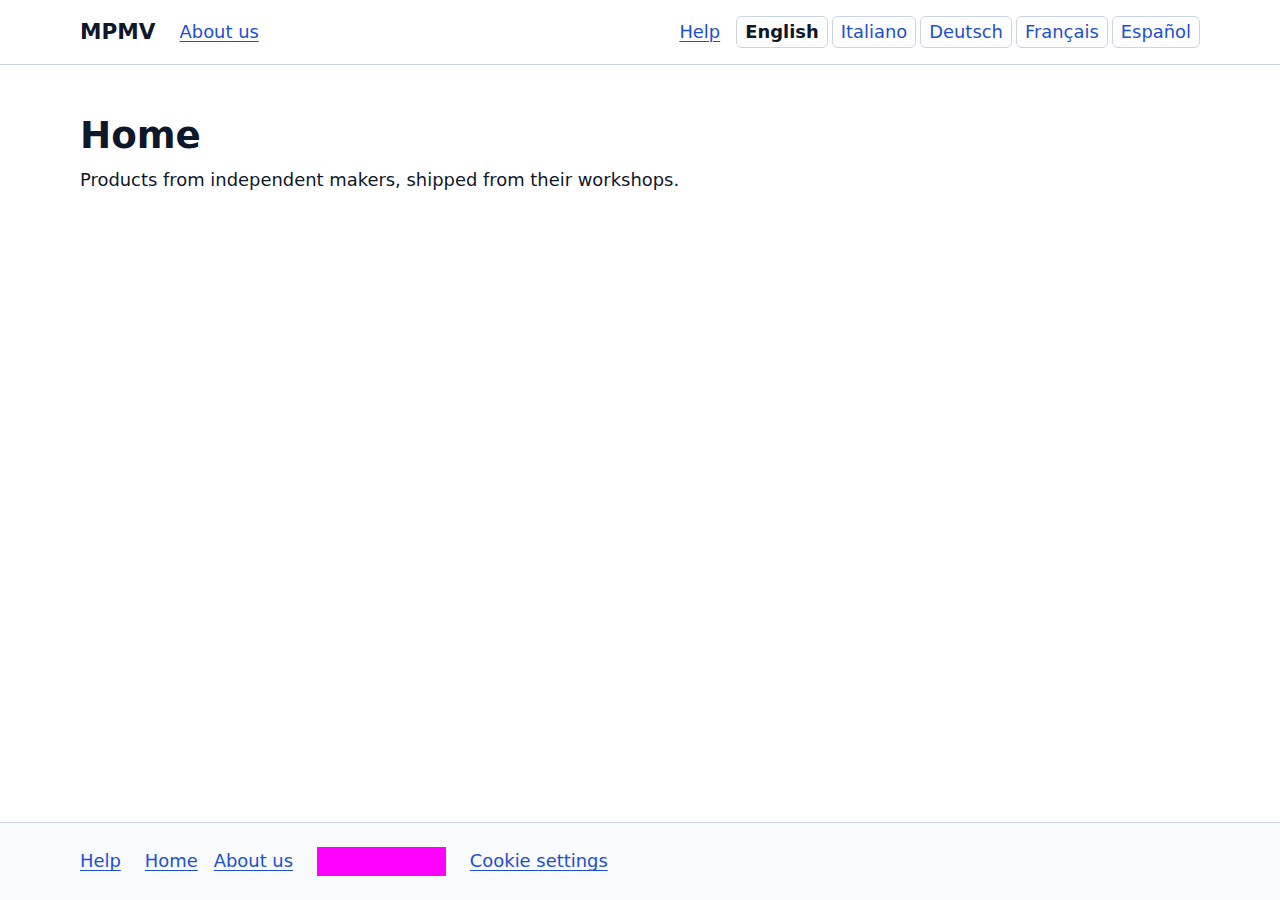 MPMV About us Help English Italiano Deutsch Français Español
Home
Products from independent makers, shipped from their workshops.
Help Home About us Cookie settings